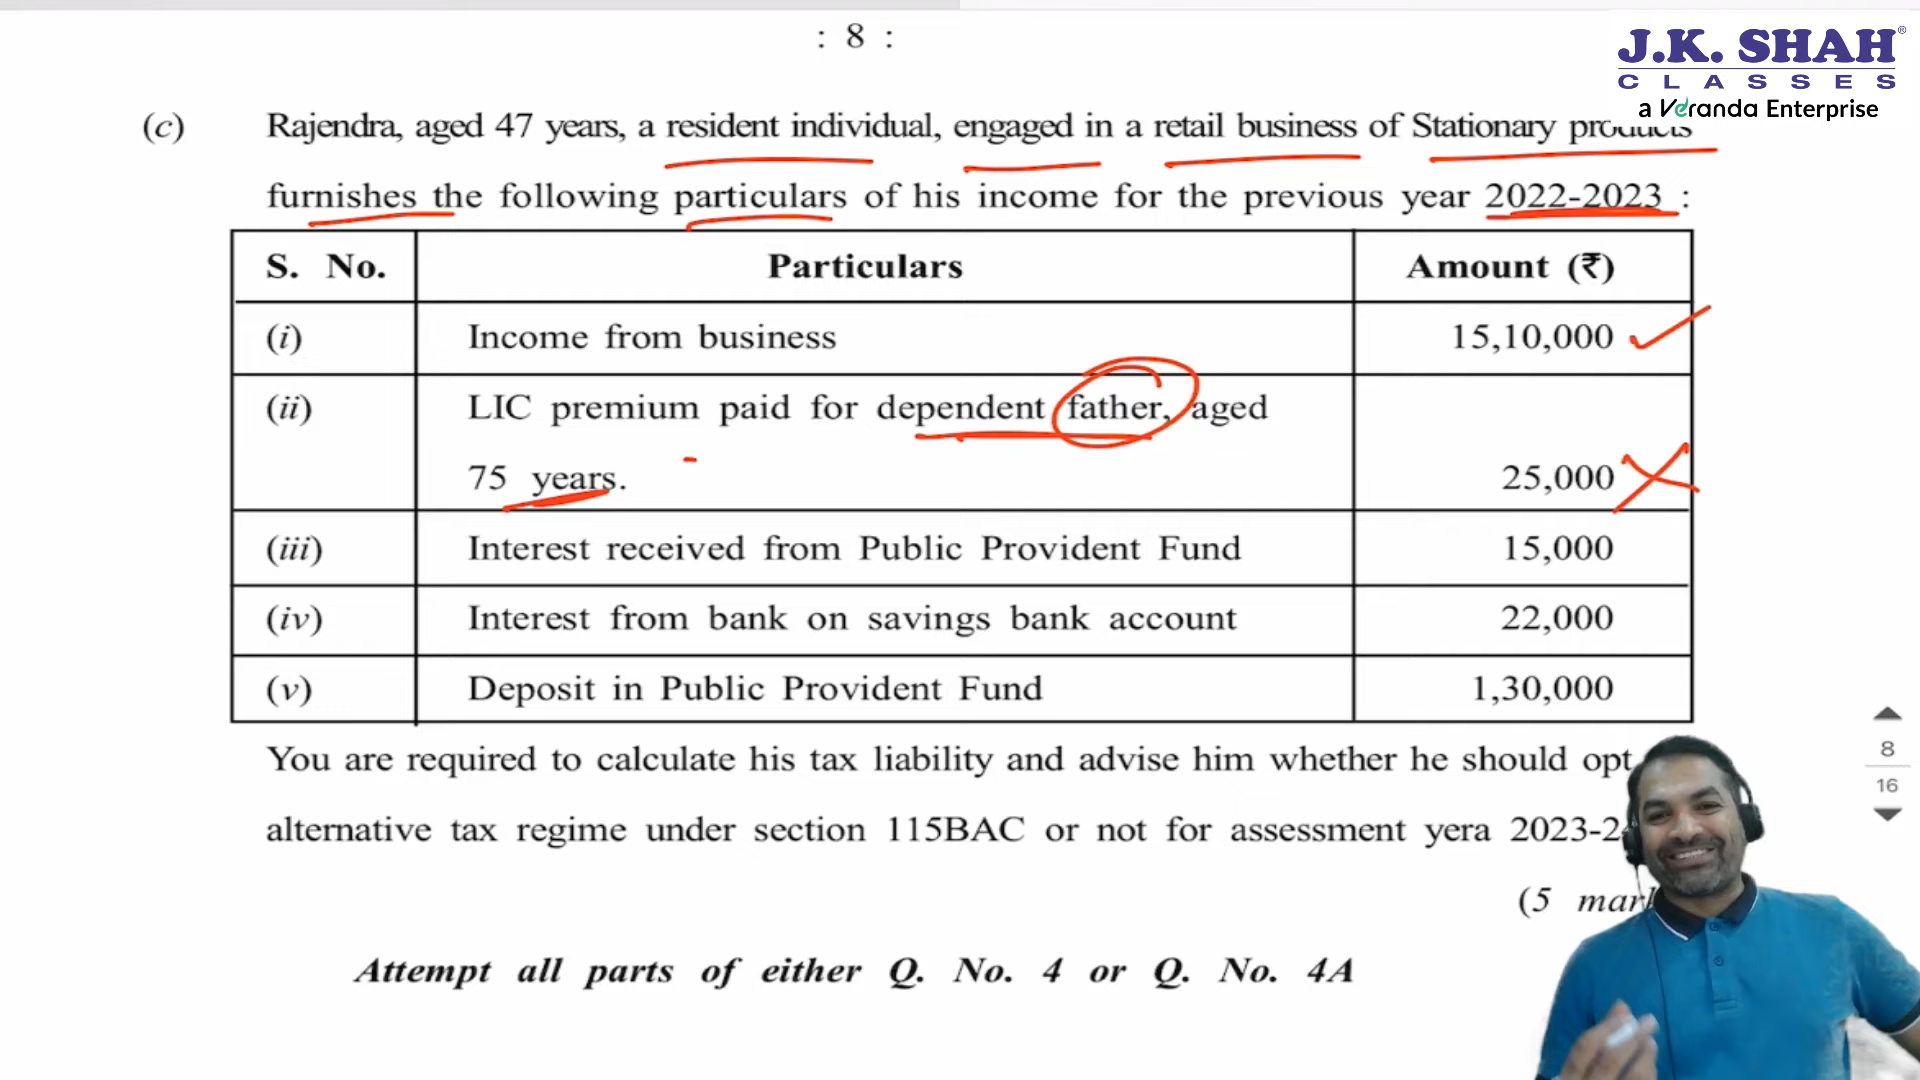 : 8 :
J.K. SHAH®
CLASSES
a Veranda Enterprise
(c) Rajendra, aged 47 years, a resident individual, engaged in a retail business of Stationary products
furnishes the following particulars of his income for the previous year 2022-2023 :
S. No. Particulars Amount (₹)
(i) Income from business 15,10,000
(ii) LIC premium paid for dependent father, aged
75 years. 25,000
(iii) Interest received from Public Provident Fund 15,000
(iv) Interest from bank on savings bank account 22,000
(v) Deposit in Public Provident Fund 1,30,000
You are required to calculate his tax liability and advise him whether he should opt
alternative tax regime under section 115BAC or not for assessment yera 2023-2
(5 mar
Attempt all parts of either Q. No. 4 or Q. No. 4A
8
16